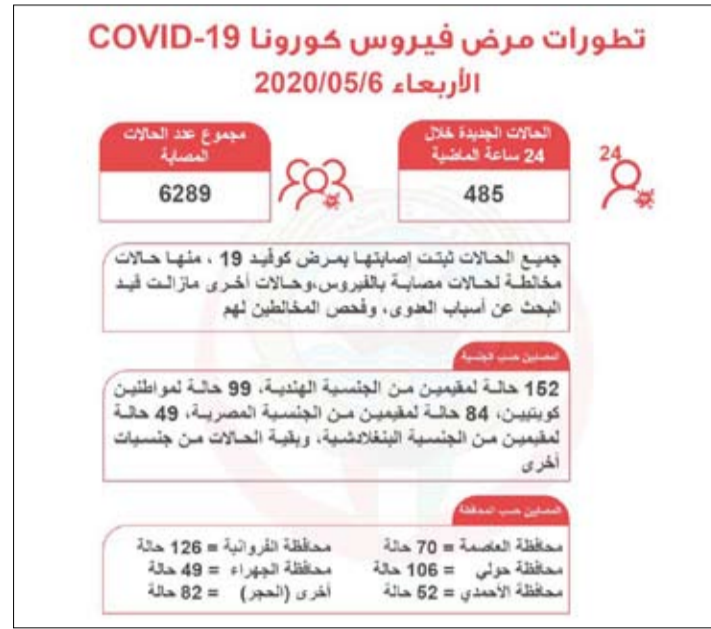 تطورات مرض فيروس كورونا COVID-19
الأربعاء 2020/05/6
24
الحالات الجديدة خلال
24 ساعة الماضية
485
مجموع عدد الحالات
المصابة
6289
جميع الحالات ثبتت إصابتها بمرض كوفيد 19 ، منها حالات
مخالطة لحالات مصابة بالفيروس،وحالات أخرى مازالت قيد
البحث عن أسباب العدوى، وفحص المخالطين لهم
المصابين حسب الجنسية
152 حالة لمقيمين من الجنسية الهندية، 99 حالة لمواطنين
كويتيين، 84 حالة لمقيمين من الجنسية المصرية، 49 حالة
لمقيمين من الجنسية البنغلادشية، وبقية الحالات من جنسيات
أخرى
المصابين حسب المحافظة
محافظة العاصمة = 70 حالة
محافظة حولي = 106 حالة
محافظة الأحمدي = 52 حالة
محافظة الفروانية = 126 حالة
محافظة الجهراء = 49 حالة
أخرى (الحجر) = 82 حالة